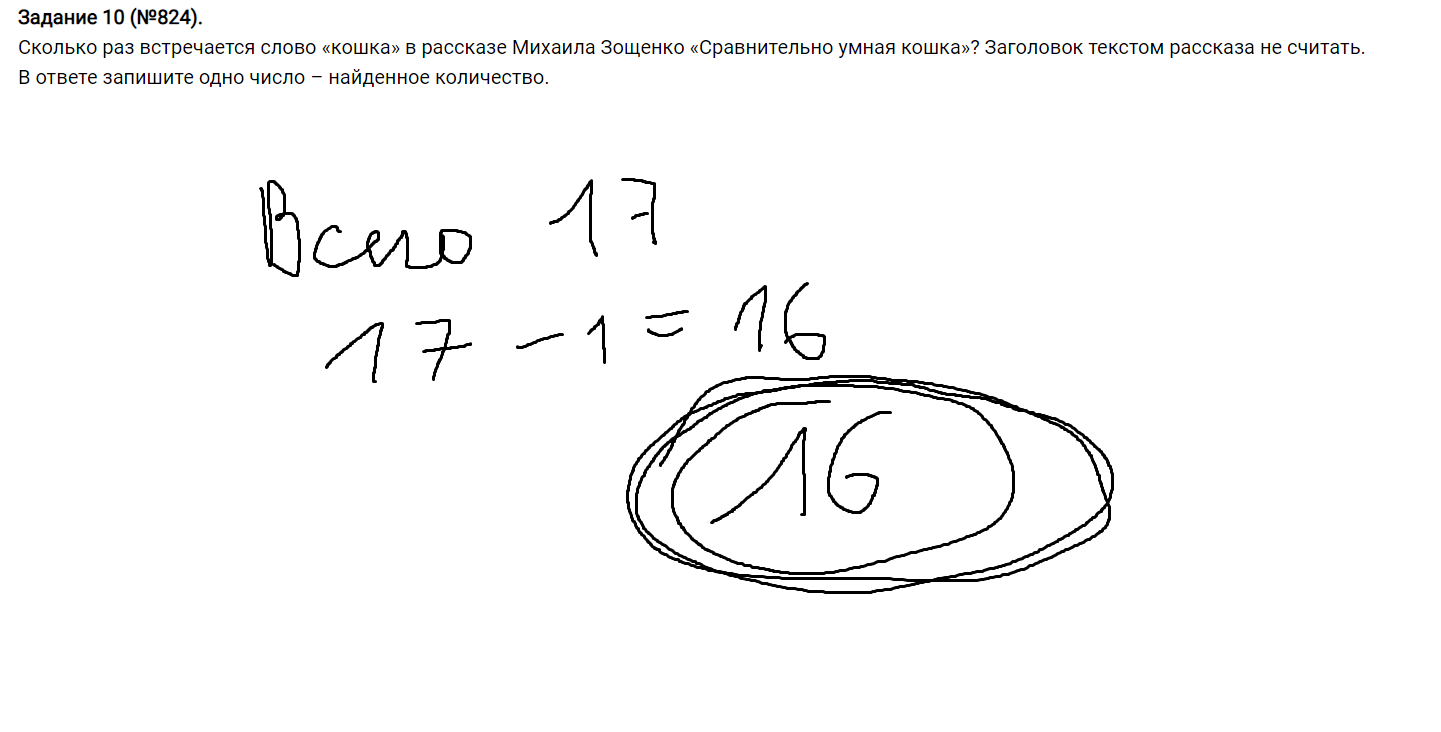 Задание 10 (№824).
Сколько раз встречается слово «кошка» в рассказе Михаила Зощенко «Сравнительно умная кошка»? Заголовок текстом рассказа не считать.
В ответе запишите одно число – найденное количество.
Всего 17
17 - 1 = 16
16